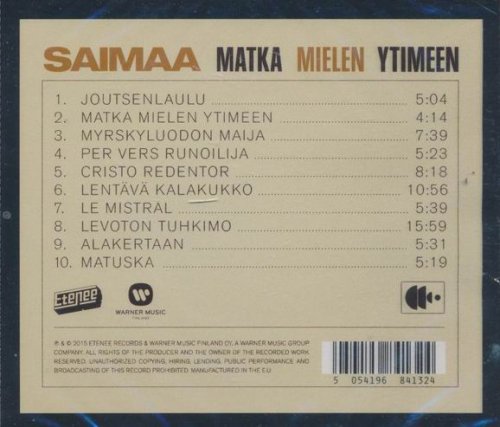 SAIMAA MATKA MIELEN YTIMEEN
1. JOUTSENLAULU 5:04
2. MATKA MIELEN YTIMEEN 4:14
3. MYRSKYLUODON MAIJA 7:39
4. PER VERS RUNOILIJA 5:23
5. CRISTO REDENTOR 8:18
6. LENTÄVÄ KALAKUKKO 10:56
7. LE MISTRAL 5:39
8. LEVOTON TUHKIMO 15:59
9. ALAKERTAAN 5:31
10. MATUSKA 5:19
Etenee
WARNER MUSIC
FINLAND
℗ & © 2015 ETENEE RECORDS & WARNER MUSIC FINLAND OY, A WARNER MUSIC GROUP
COMPANY. ALL RIGHTS OF THE PRODUCER AND THE OWNER OF THE RECORDED WORK
RESERVED. UNAUTHORIZED COPYING, HIRING, LENDING, PUBLIC PERFORMANCE AND
BROADCASTING OF THIS RECORD PROHIBITED. MANUFACTURED IN THE E.U.
5 054196 841324